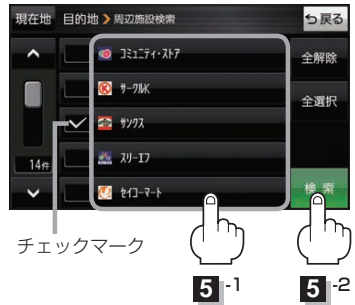 現在地 目的地 周辺施設検索 戻る
コミュニティ・ストア 全解除
サークルK 全選択
サンクス
スリーエフ
14件
セイコーマート 検索
チェックマーク
5 -1 5 -2